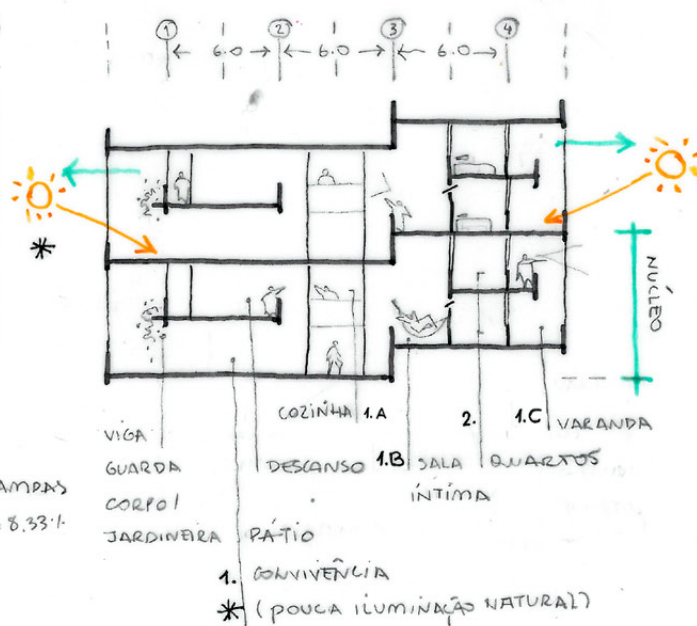 1 2 3 4
6.0 6.0 6.0
*
NÚCLEO
COZINHA 1.A
2.
1.C VARANDA
VIGA
GUARDA
CORPO/
JARDINEIRA
DESCANSO
1.B SALA
ÍNTIMA
QUARTOS
PÁTIO
1. CONVIVÊNCIA
* (POUCA ILUMINAÇÃO NATURAL)
8.33%